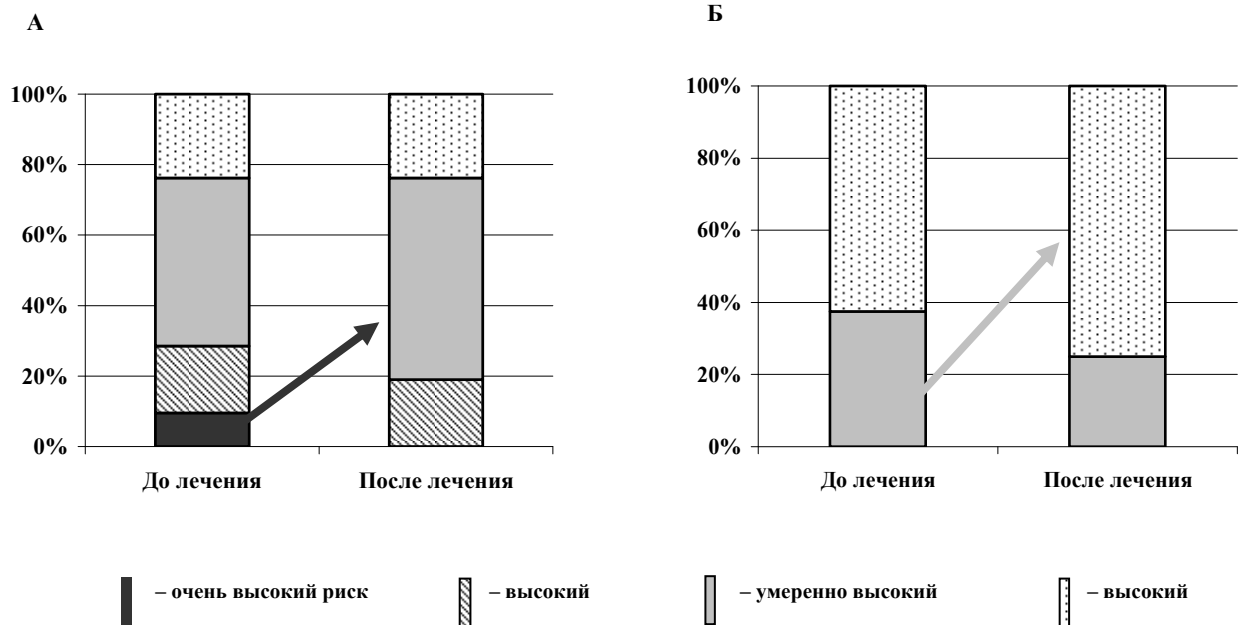 А
Б
100%
80%
60%
40%
20%
0%
До лечения
После лечения
100%
80%
60%
40%
20%
0%
До лечения
После лечения
– очень высокий риск
– высокий
– умеренно высокий
– высокий